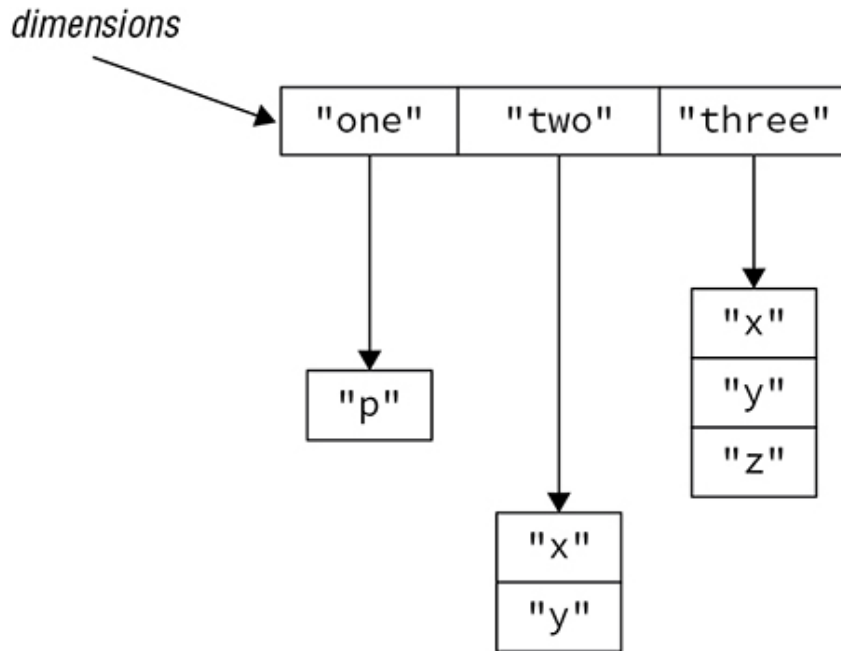 dimensions
"one" "two" "three"
"x"
"y"
"p"
"z"
"x"
"y"